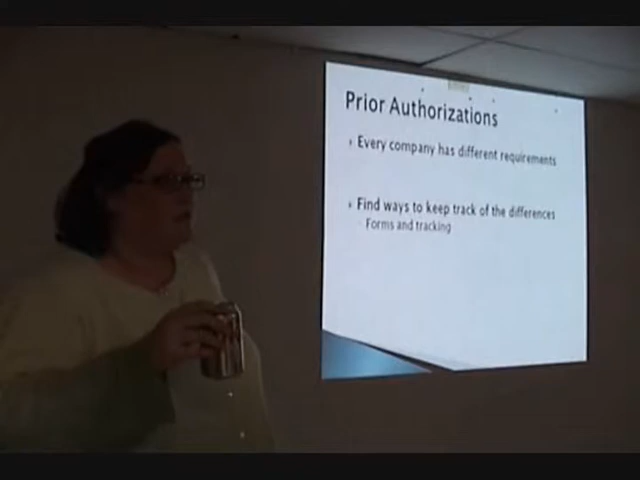 Prior Authorizations
Every company has different requirements
Find ways to keep track of the differences
Forms and tracking